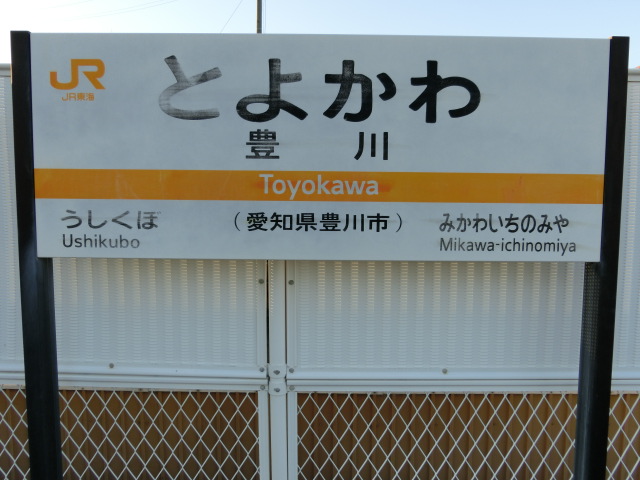 JR
JR東海
とよかわ
豊川
Toyokawa
うしくぼ
Ushikubo
（愛知県豊川市）
みかわいちのみや
Mikawa-ichinomiya